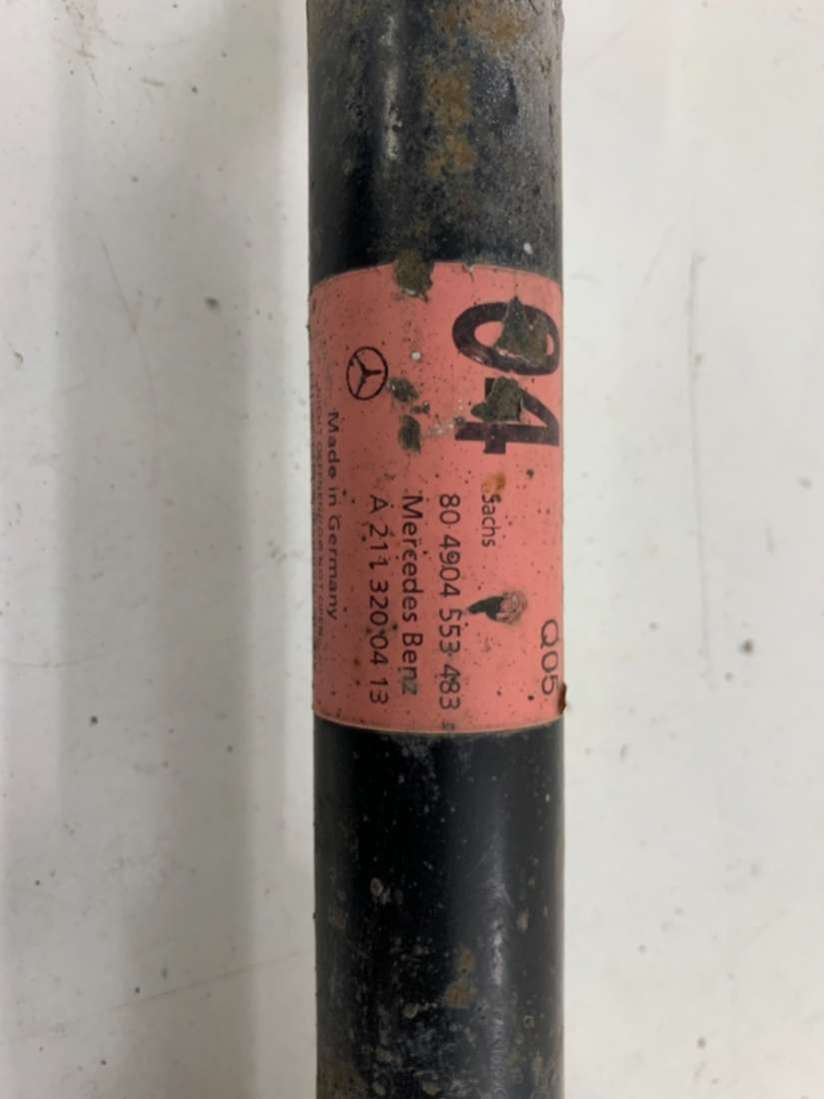 04
Q05
Sachs
80 4904 553 483
Mercedes Benz
A 211 320 04 13
Made in Germany